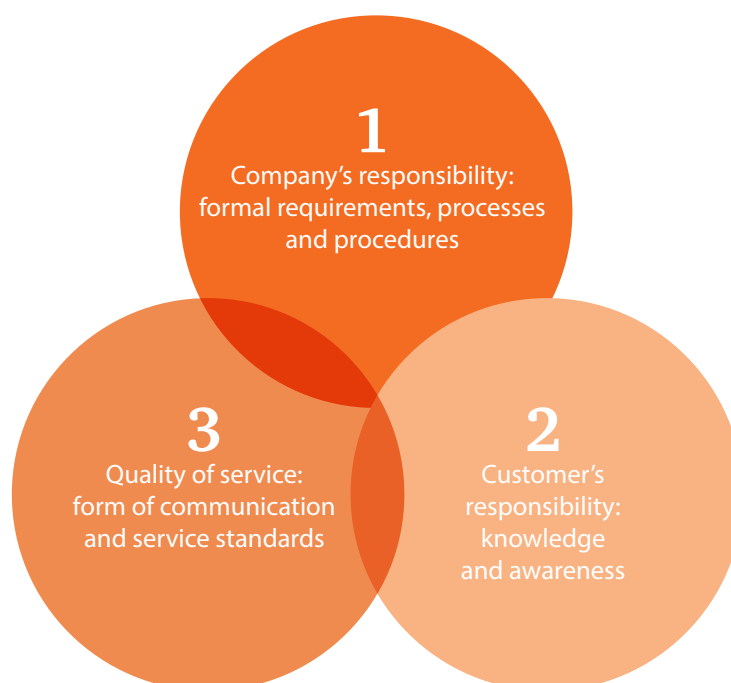 1
Company’s responsibility:
formal requirements, processes
and procedures
3
Quality of service:
form of communication
and service standards
2
Customer’s
responsibility:
knowledge
and awareness